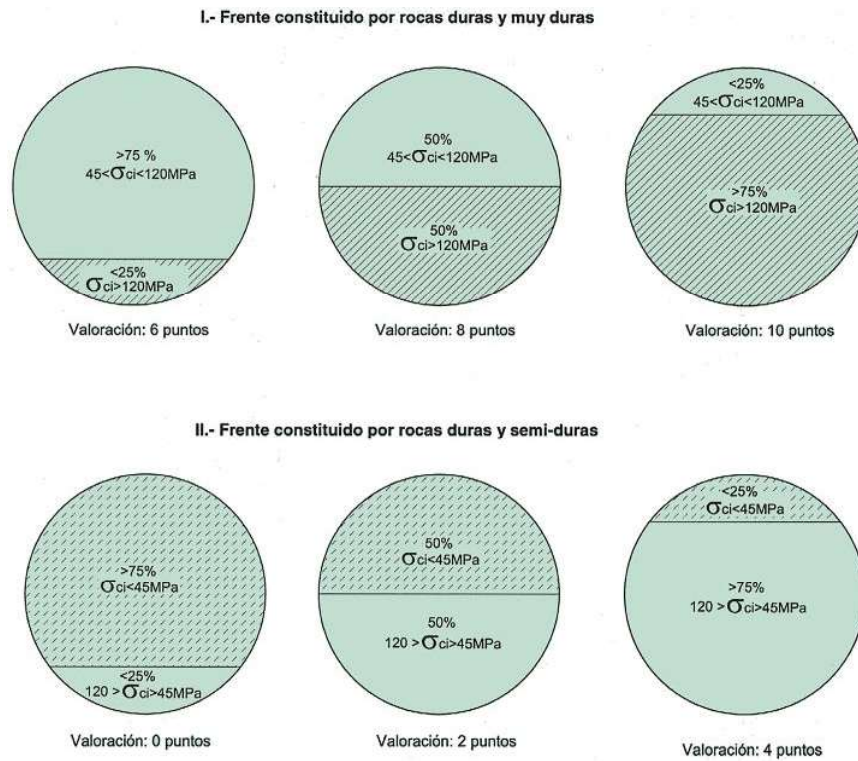 I.- Frente constituido por rocas duras y muy duras
>75 %
45<σci<120MPa
<25%
σci>120MPa
Valoración: 6 puntos
50%
45<σci<120MPa
50%
σci>120MPa
Valoración: 8 puntos
<25%
45<σci<120MPa
>75%
σci>120MPa
Valoración: 10 puntos
II.- Frente constituido por rocas duras y semi-duras
>75%
σci<45MPa
<25%
120 > σci>45MPa
Valoración: 0 puntos
50%
σci<45MPa
50%
120 > σci>45MPa
Valoración: 2 puntos
<25%
σci<45MPa
>75%
120 > σci>45MPa
Valoración: 4 puntos